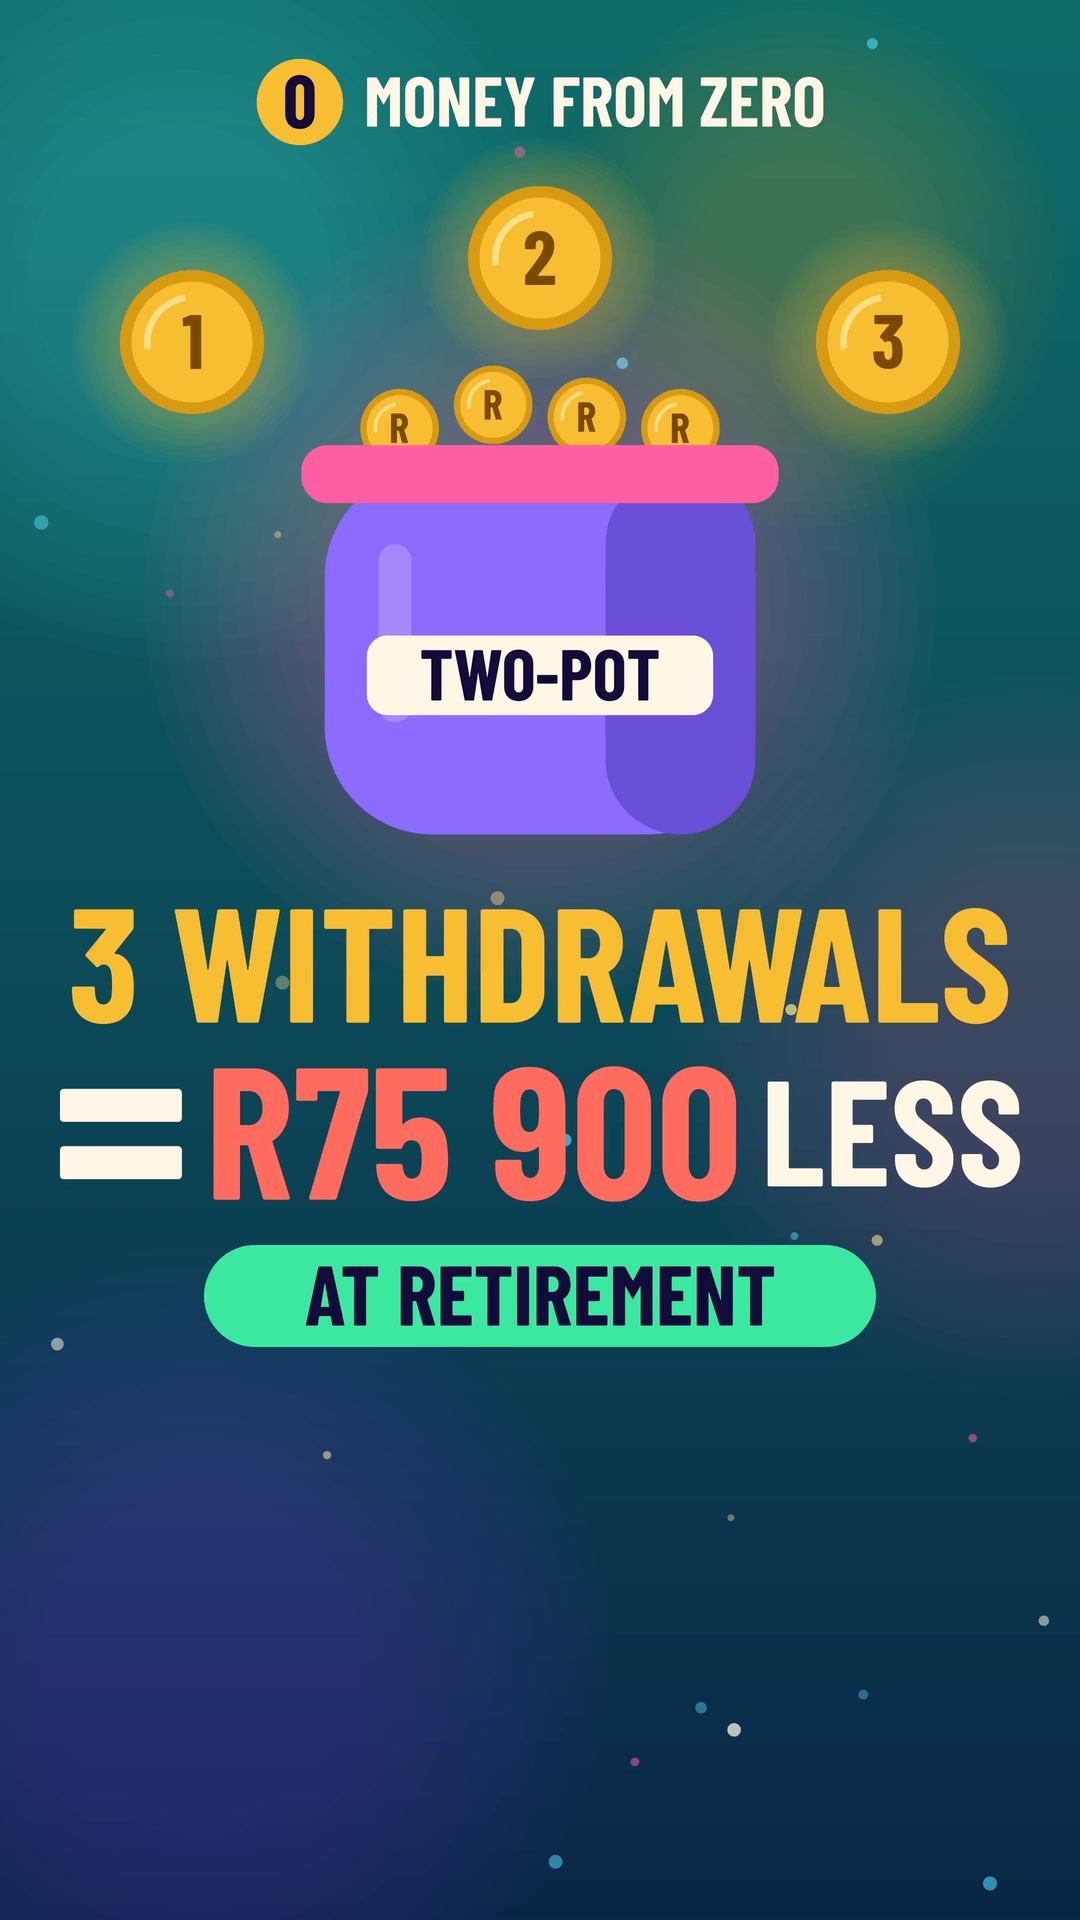 0 MONEY FROM ZERO
2
1
3
R R R R
TWO-POT
3 WITHDRAWALS
= R75 900 LESS
AT RETIREMENT